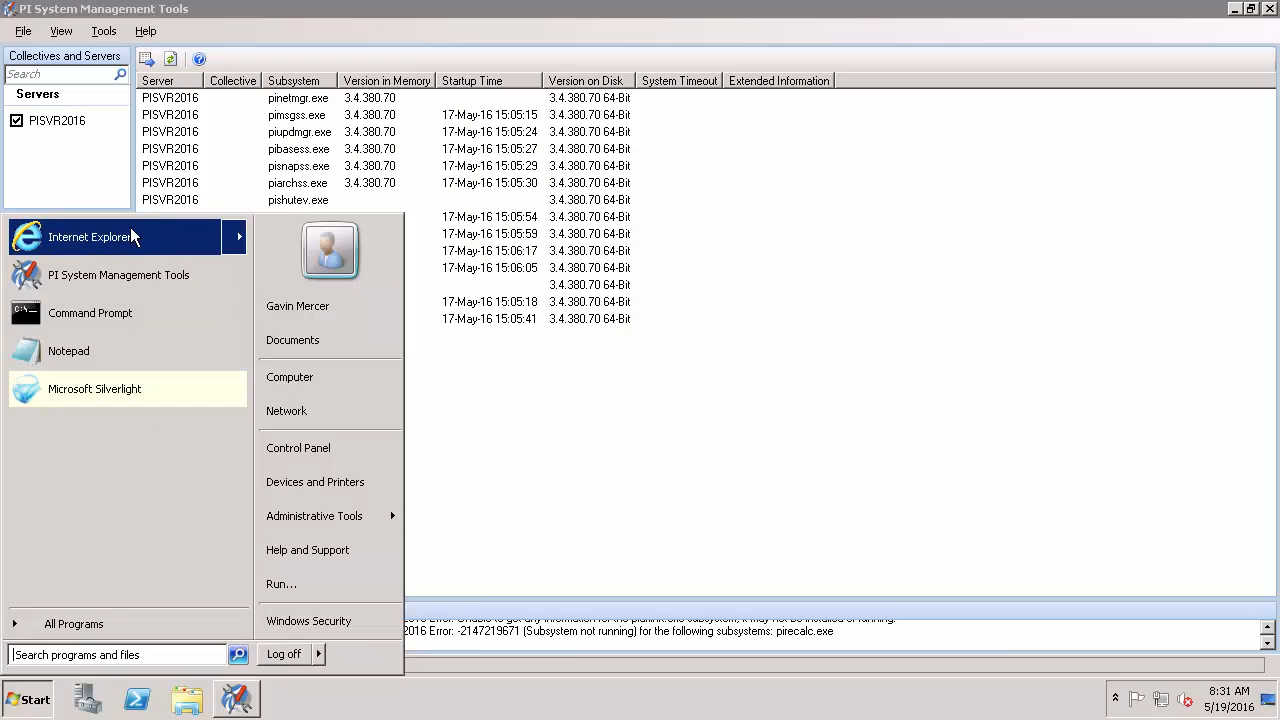 PI System Management Tools
File View Tools Help
Collectives and Servers
Search
Servers
PISVR2016
Server Collective Subsystem Version in Memory Startup Time Version on Disk System Timeout Extended Information
PISVR2016 pinetmgr.exe 3.4.380.70 3.4.380.70 64-Bit
PISVR2016 pimsgss.exe 3.4.380.70 17-May-16 15:05:15 3.4.380.70 64-Bit
PISVR2016 piupdmgr.exe 3.4.380.70 17-May-16 15:05:24 3.4.380.70 64-Bit
PISVR2016 pibasess.exe 3.4.380.70 17-May-16 15:05:27 3.4.380.70 64-Bit
PISVR2016 pisnapss.exe 3.4.380.70 17-May-16 15:05:29 3.4.380.70 64-Bit
PISVR2016 piarchss.exe 3.4.380.70 17-May-16 15:05:30 3.4.380.70 64-Bit
PISVR2016 pishutev.exe 3.4.380.70 64-Bit
17-May-16 15:05:54 3.4.380.70 64-Bit
17-May-16 15:05:59 3.4.380.70 64-Bit
17-May-16 15:06:17 3.4.380.70 64-Bit
17-May-16 15:06:05 3.4.380.70 64-Bit
3.4.380.70 64-Bit
17-May-16 15:05:18 3.4.380.70 64-Bit
17-May-16 15:05:41 3.4.380.70 64-Bit
Internet Explorer
PI System Management Tools
Command Prompt
Notepad
Microsoft Silverlight
All Programs
Search programs and files
Gavin Mercer
Documents
Computer
Network
Control Panel
Devices and Printers
Administrative Tools
Help and Support
Run...
Windows Security
Log off
2016 Error: -2147219671 (Subsystem not running) for the following subsystems: pirecalc.exe
Start
8:31 AM
5/19/2016